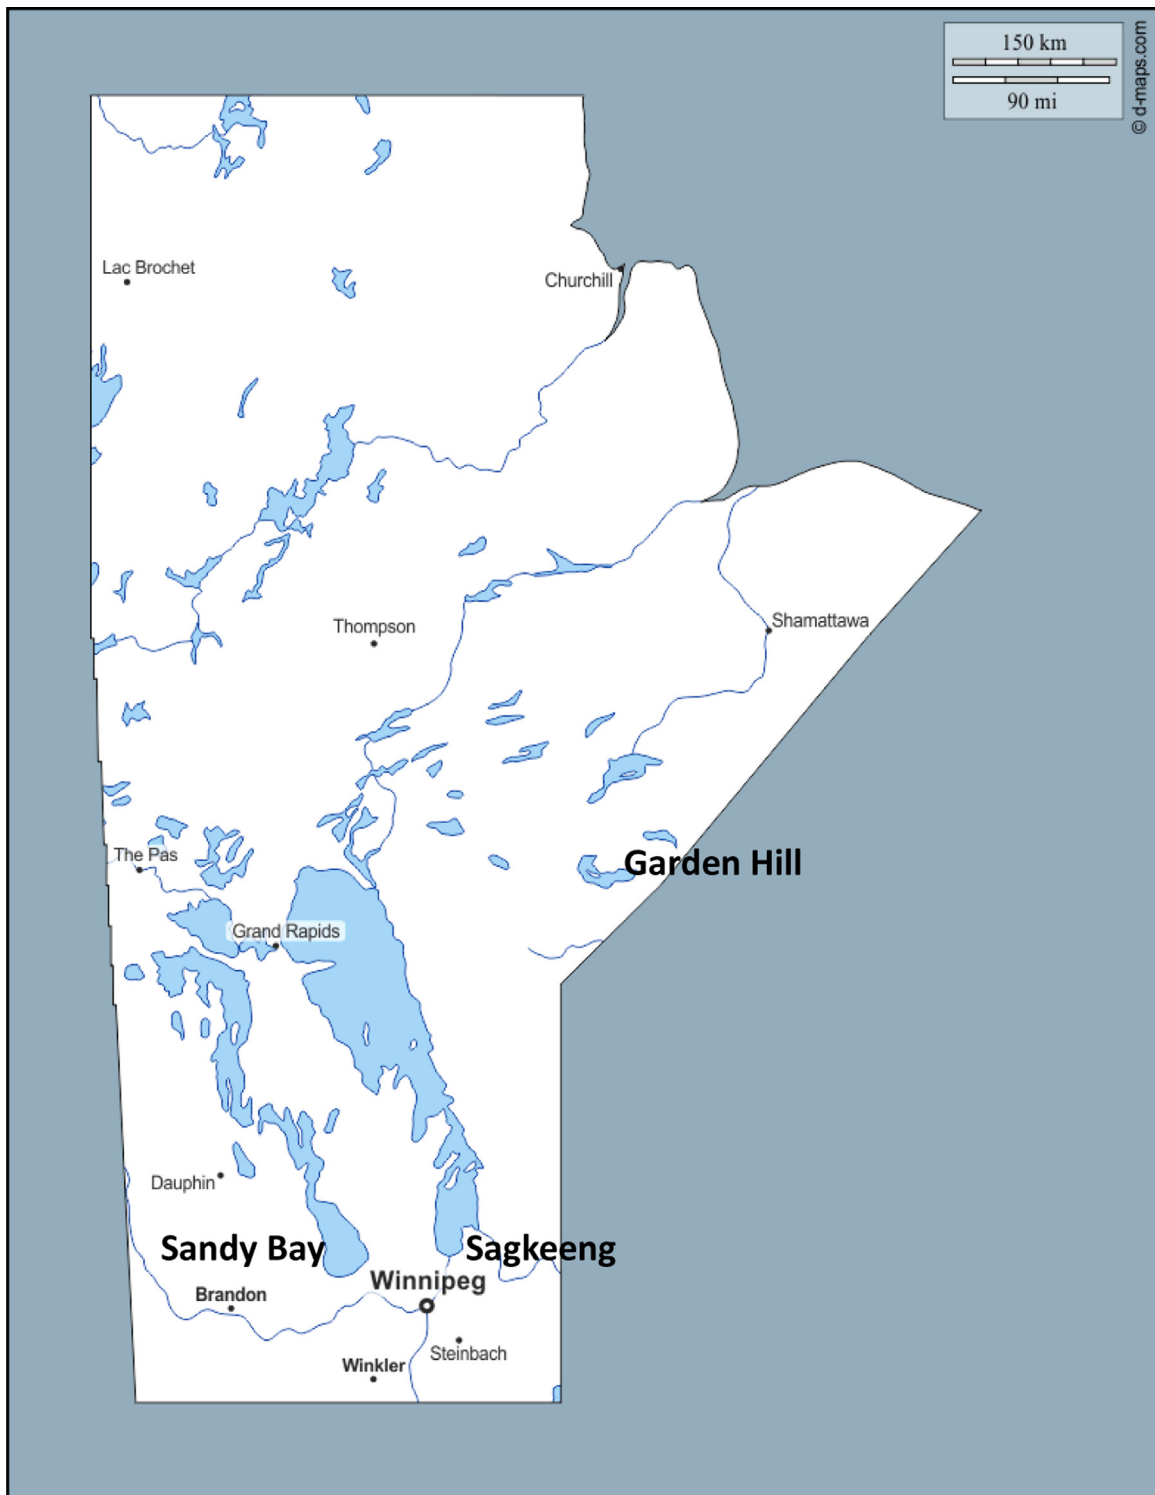 150 km
90 mi
© d-maps.com
Lac Brochet
Churchill
Thompson
Shamattawa
The Pas
Garden Hill
Grand Rapids
Dauphin
Sandy Bay
Sagkeeng
Winnipeg
Brandon
Steinbach
Winkler